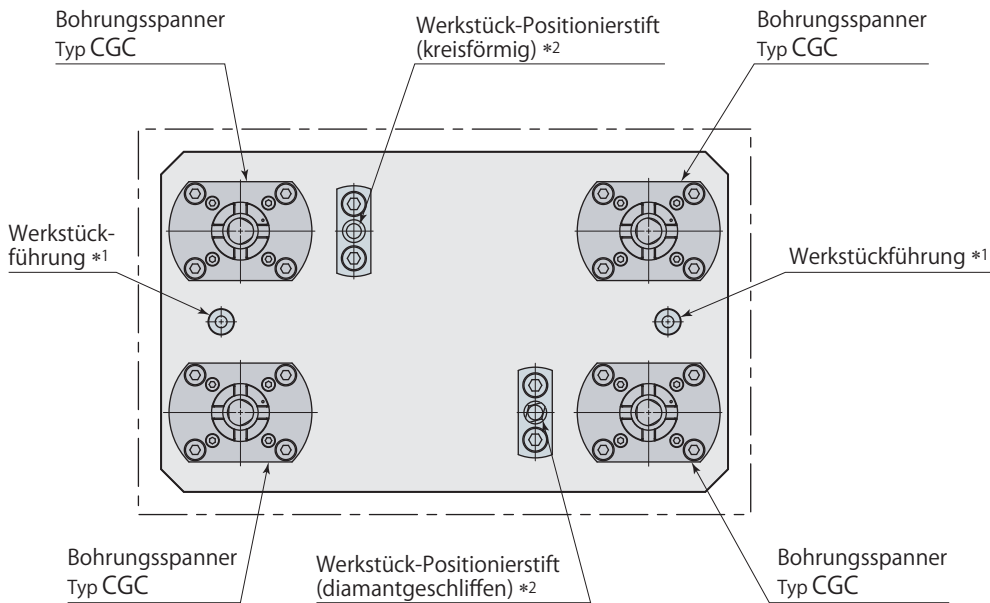 Bohrungsspanner
Typ CGC
Werkstück-Positionierstift
(kreisförmig) *2
Bohrungsspanner
Typ CGC
Werkstück-
führung *1
Werkstückführung *1
Bohrungsspanner
Typ CGC
Werkstück-Positionierstift
(diamantgeschliffen) *2
Bohrungsspanner
Typ CGC